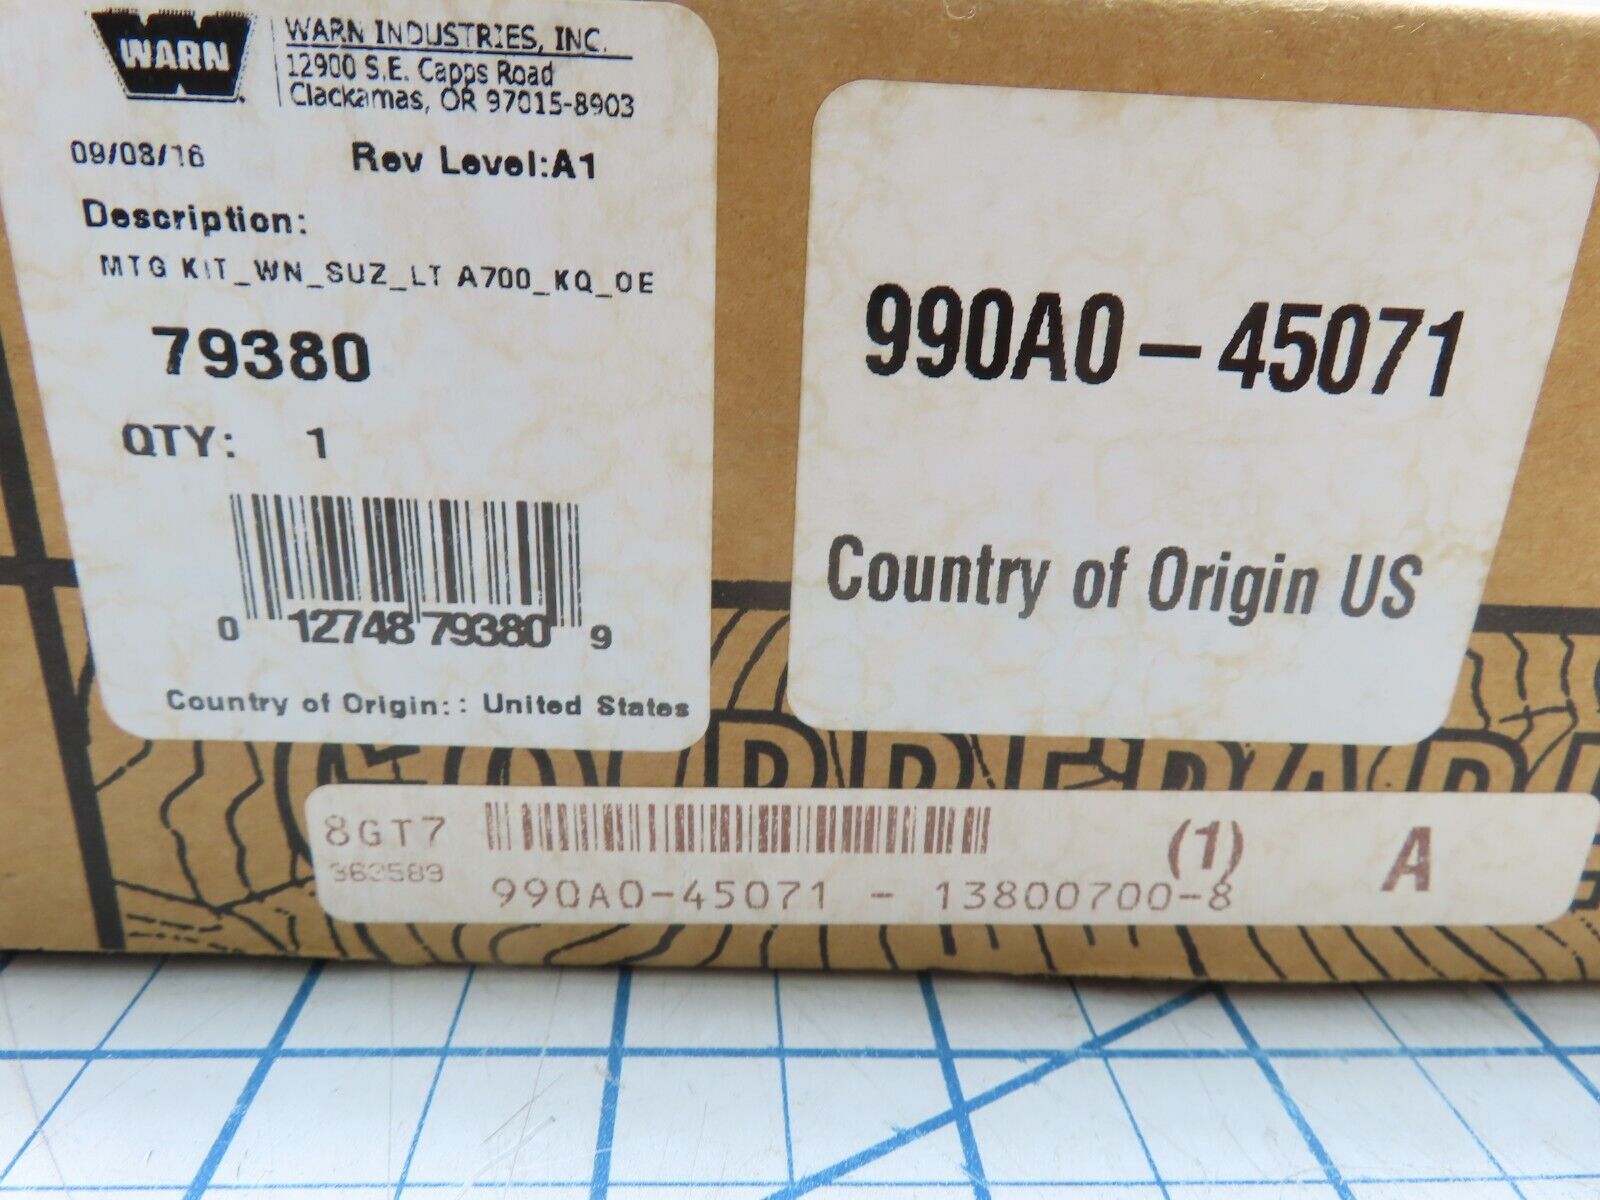 WARN
WARN INDUSTRIES, INC.
12900 S.E. Capps Road
Clackamas, OR 97015-8903
09/08/16 Rev Level:A1
Description:
MTG KIT_WN_SUZ_LT A700_KQ_OE
79380
QTY: 1
0 12748 79380 9
Country of Origin: : United States
990A0-45071
Country of Origin US
8GT7
363589
990A0-45071 - 13800700-8
(1) A